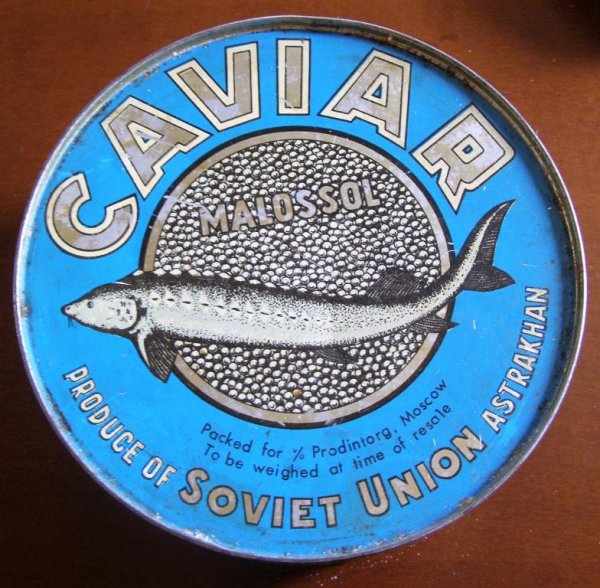 CAVIAR
MALOSSOL
Packed for % Prodintorg, Moscow
To be weighed at time of resale
PRODUCE OF SOVIET UNION ASTRAKHAN